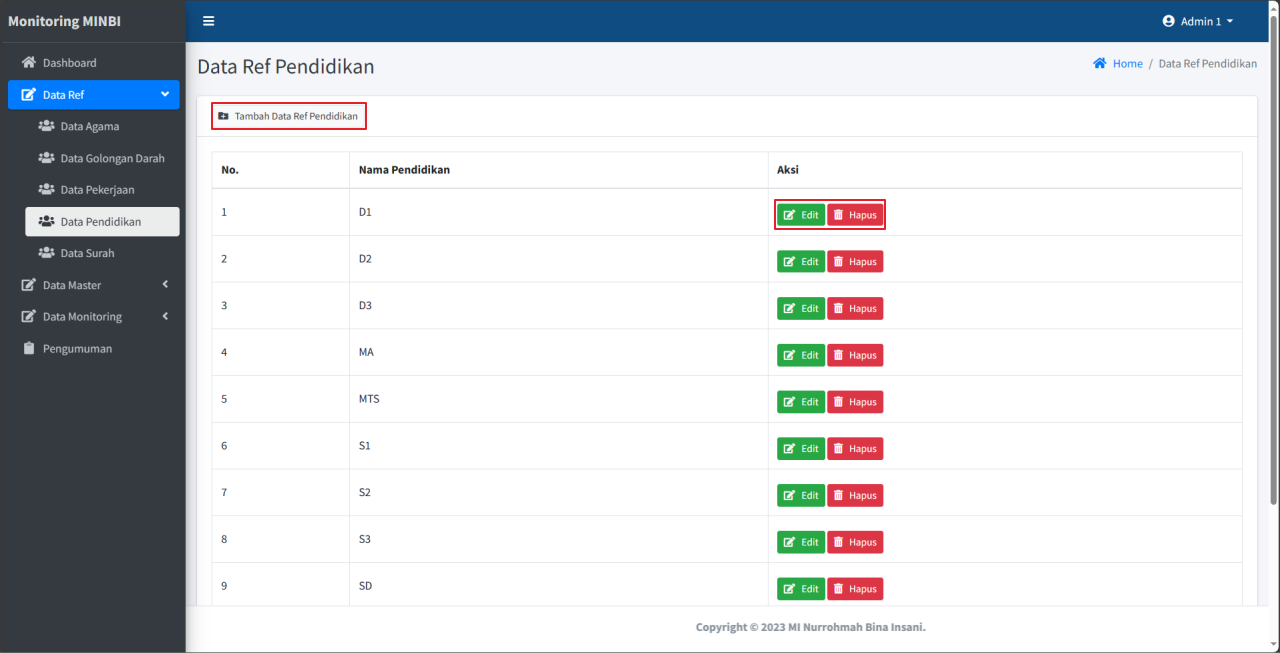 Monitoring MINBI
Admin 1
Dashboard
Data Ref
Data Agama
Data Golongan Darah
Data Pekerjaan
Data Pendidikan
Data Surah
Data Master
Data Monitoring
Pengumuman
Data Ref Pendidikan
Home / Data Ref Pendidikan
Tambah Data Ref Pendidikan
No. Nama Pendidikan Aksi
1 D1 Edit Hapus
2 D2 Edit Hapus
3 D3 Edit Hapus
4 MA Edit Hapus
5 MTS Edit Hapus
6 S1 Edit Hapus
7 S2 Edit Hapus
8 S3 Edit Hapus
9 SD Edit Hapus
Copyright © 2023 MI Nurrohmah Bina Insani.